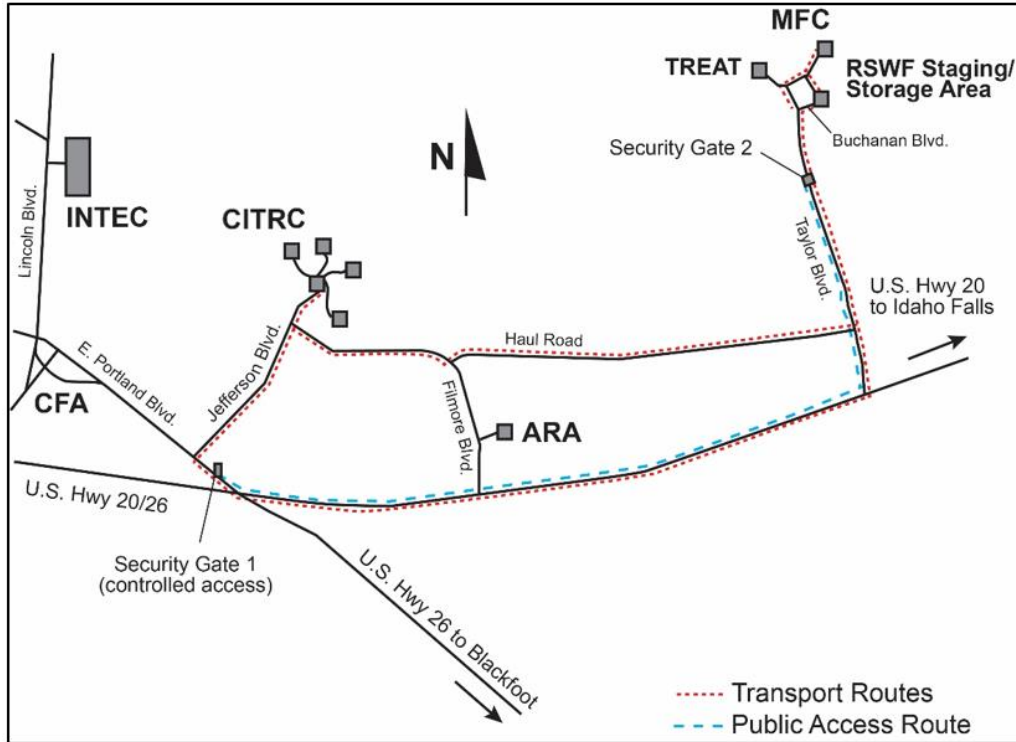 MFC
TREAT
RSWF Staging/
Storage Area
Buchanan Blvd.
Security Gate 2
N
INTEC
Lincoln Blvd.
CITRC
Taylor Blvd.
U.S. Hwy 20
to Idaho Falls
Haul Road
Jefferson Blvd.
E. Portland Blvd.
Filmore Blvd.
CFA
ARA
U.S. Hwy 20/26
Security Gate 1
(controlled access)
U.S. Hwy 26 to Blackfoot
Transport Routes
Public Access Route